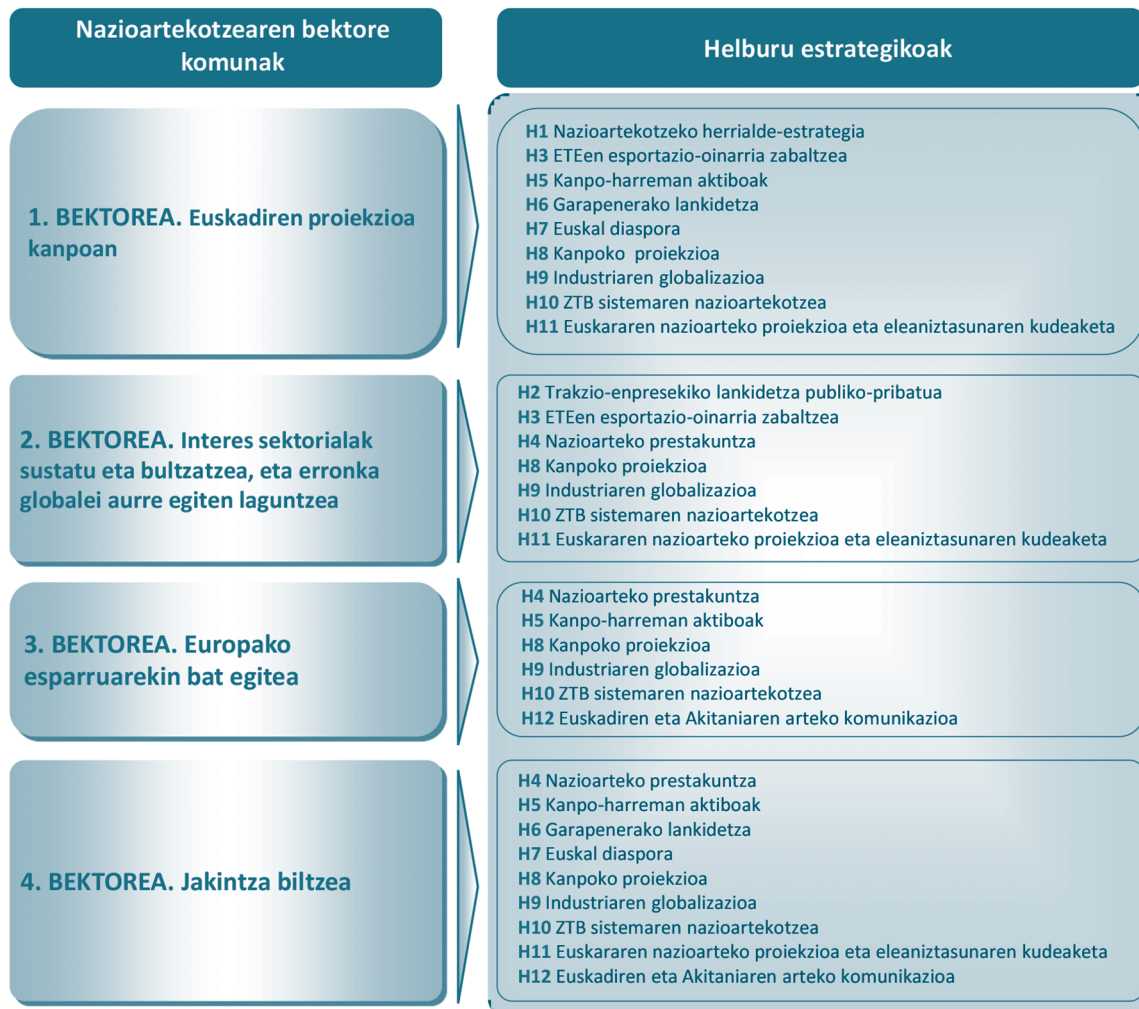 Nazioartekotzearen bektore
komunak
Helburu estrategikoak
1. BEKTOREA. Euskadiren proiekzioa
kanpoan
H1 Nazioartekotzeko herrialde-estrategia
H3 ETEen esportazio-oinarria zabaltzea
H5 Kanpo-harreman aktiboak
H6 Garapenerako lankidetza
H7 Euskal diaspora
H8 Kanpoko proiekzioa
H9 Industriaren globalizazioa
H10 ZTB sistemaren nazioartekotzea
H11 Euskararen nazioarteko proiekzioa eta eleaniztasunaren kudeaketa
2. BEKTOREA. Interes sektorialak
sustatu eta bultzatzea, eta erronka
globalei aurre egiten laguntzea
H2 Trakzio-enpresekiko lankidetza publiko-pribatua
H3 ETEen esportazio-oinarria zabaltzea
H4 Nazioarteko prestakuntza
H8 Kanpoko proiekzioa
H9 Industriaren globalizazioa
H10 ZTB sistemaren nazioartekotzea
H11 Euskararen nazioarteko proiekzioa eta eleaniztasunaren kudeaketa
3. BEKTOREA. Europako
esparruarekin bat egitea
H4 Nazioarteko prestakuntza
H5 Kanpo-harreman aktiboak
H8 Kanpoko proiekzioa
H9 Industriaren globalizazioa
H10 ZTB sistemaren nazioartekotzea
H12 Euskadiren eta Akitaniaren arteko komunikazioa
4. BEKTOREA. Jakintza biltzea
H4 Nazioarteko prestakuntza
H5 Kanpo-harreman aktiboak
H6 Garapenerako lankidetza
H7 Euskal diaspora
H8 Kanpoko proiekzioa
H9 Industriaren globalizazioa
H10 ZTB sistemaren nazioartekotzea
H11 Euskararen nazioarteko proiekzioa eta eleaniztasunaren kudeaketa
H12 Euskadiren eta Akitaniaren arteko komunikazioa